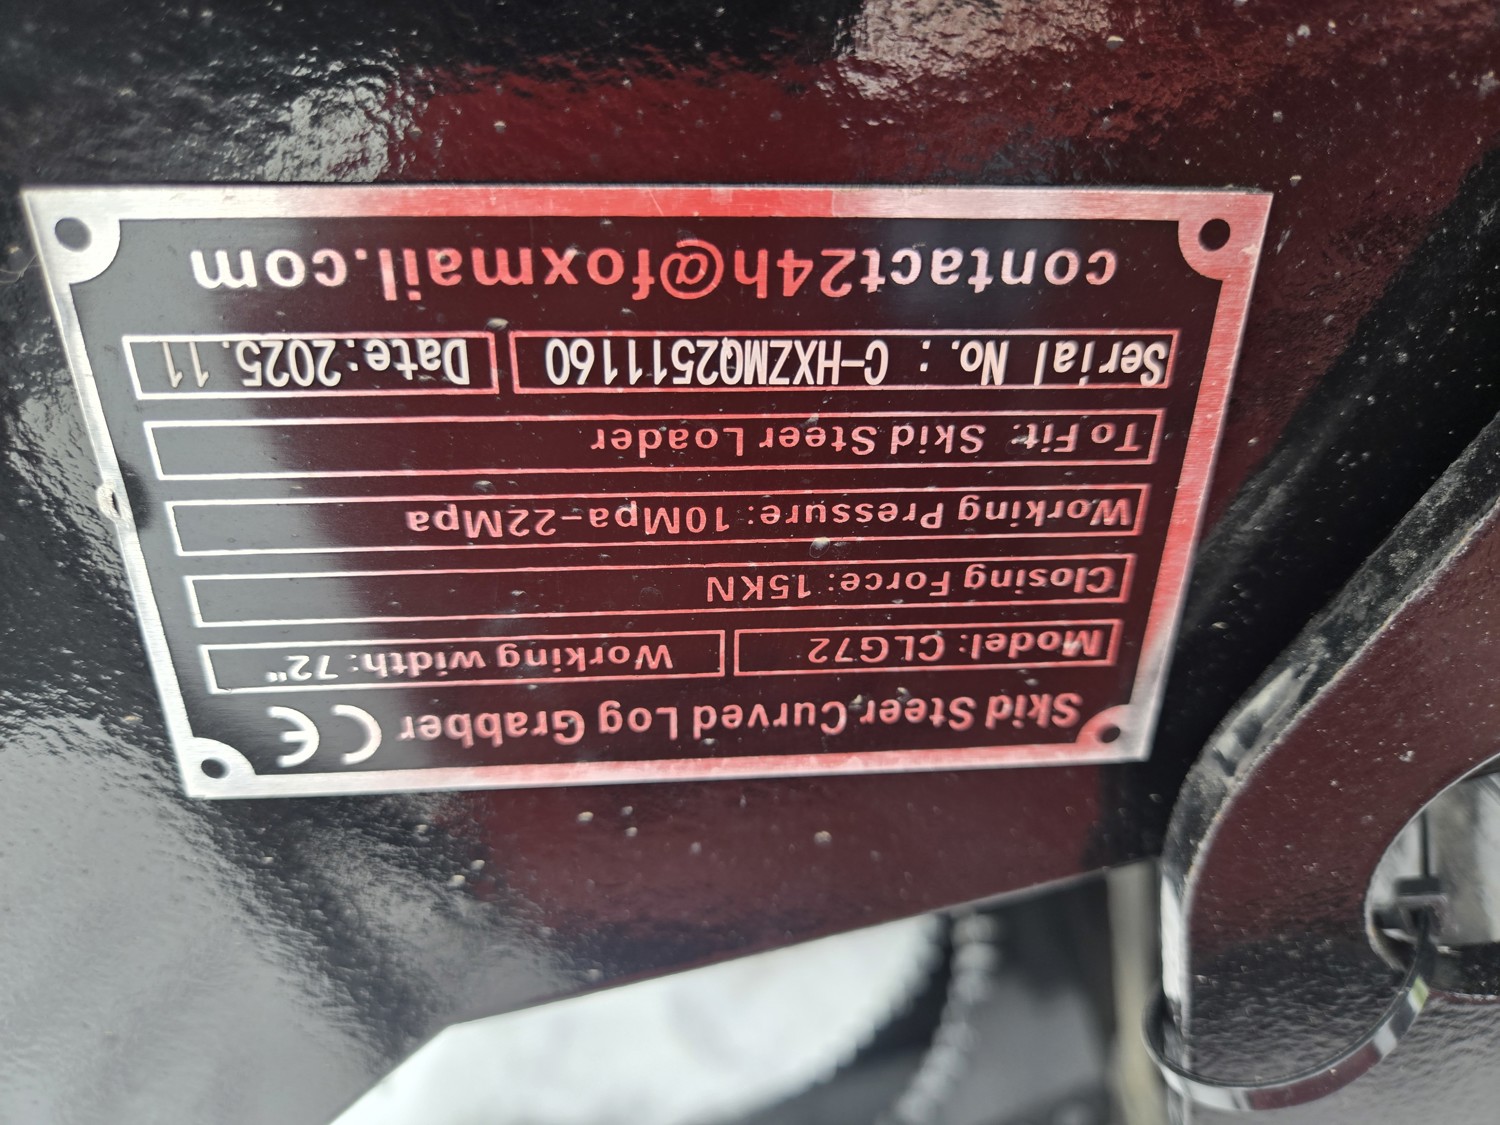 Skid Steer Curved Log Grabber CE
Model: CLG72 Working width: 72"
Closing Force: 15KN
Working Pressure: 10Mpa-22Mpa
To Fit: Skid Steer Loader
Serial No.: C-HXZMQ2511160 Date:2025.11
contact24h@foxmail.com